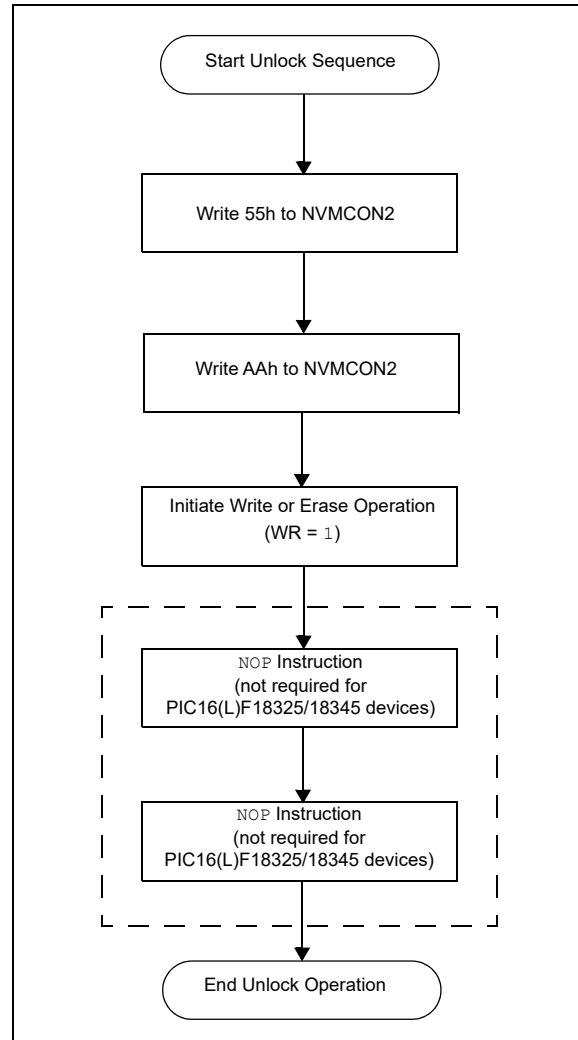 Start Unlock Sequence
Write 55h to NVMCON2
Write AAh to NVMCON2
Initiate Write or Erase Operation
(WR = 1)
NOP Instruction
(not required for
PIC16(L)F18325/18345 devices)
NOP Instruction
(not required for
PIC16(L)F18325/18345 devices)
End Unlock Operation